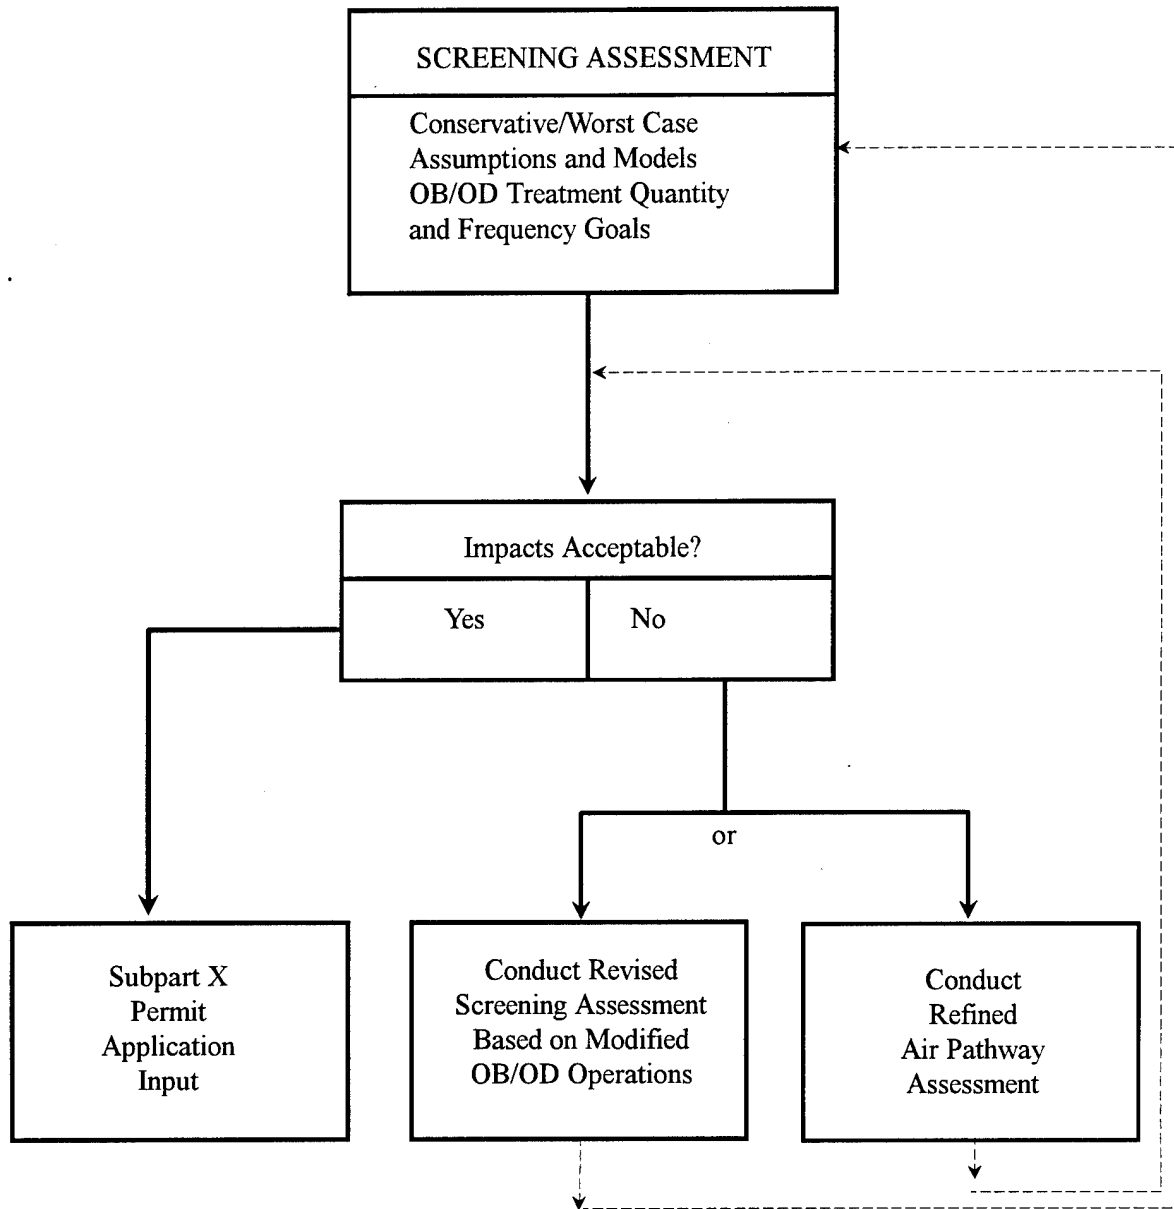 SCREENING ASSESSMENT
Conservative/Worst Case
Assumptions and Models
OB/OD Treatment Quantity
and Frequency Goals
Impacts Acceptable?
Yes
No
or
Subpart X
Permit
Application
Input
Conduct Revised
Screening Assessment
Based on Modified
OB/OD Operations
Conduct
Refined
Air Pathway
Assessment